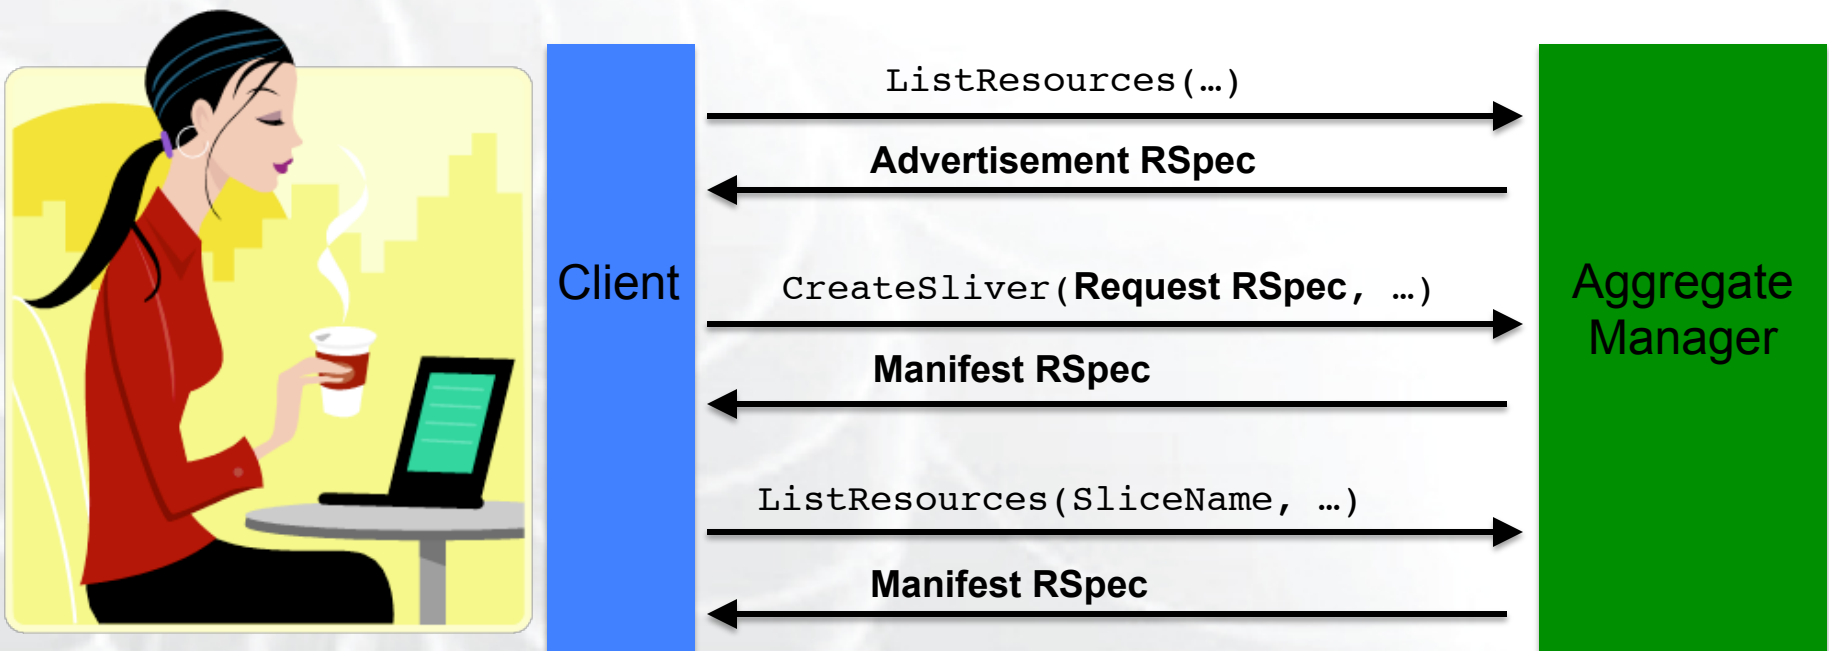 ListResources(…)
Advertisement RSpec
Client
CreateSliver(Request RSpec, …)
Aggregate
Manager
Manifest RSpec
ListResources(SliceName, …)
Manifest RSpec